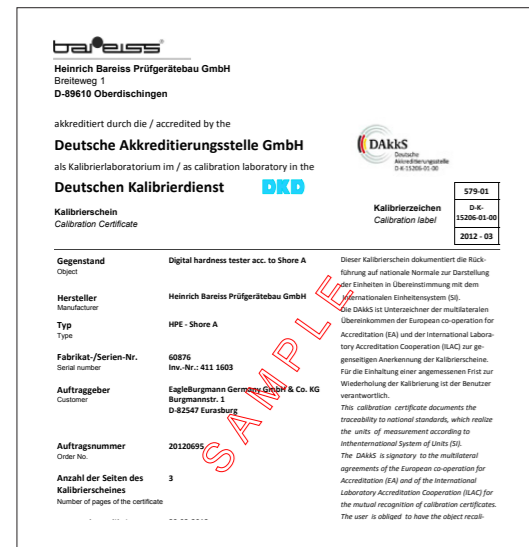 bareiss
Heinrich Bareiss Prüfgerätebau GmbH
Breiteweg 1
D-89610 Oberdischingen
akkreditiert durch die / accredited by the
Deutsche Akkreditierungsstelle GmbH
als Kalibrierlaboratorium im / as calibration laboratory in the
Deutschen Kalibrierdienst DKD
DAkkS
Deutsche
Akkreditierungsstelle
D-K-15206-01-00
Kalibrierschein
Calibration Certificate
Kalibrierzeichen
Calibration label
579-01
D-K-
15206-01-00
2012 - 03
Gegenstand Digital hardness tester acc. to Shore A
Object
Hersteller Heinrich Bareiss Prüfgerätebau GmbH
Manufacturer
Typ HPE - Shore A
Type
Fabrikat-/Serien-Nr. 60876
Serial number Inv.-Nr.: 411 1603
Auftraggeber EagleBurgmann Germany GmbH & Co. KG
Customer Burgmannstr. 1
D-82547 Eurasburg
Auftragsnummer 20120695
Order No.
Anzahl der Seiten des 3
Kalibrierscheines
Number of pages of the certificate
Dieser Kalibrierschein dokumentiert die Rück-
führung auf nationale Normale zur Darstellung
der Einheiten in Übereinstimmung mit dem
Internationalen Einheitensystem (SI).
Die DAkkS ist Unterzeichner der multilateralen
Übereinkommen der European co-operation for
Accreditation (EA) und der International Labora-
tory Accreditation Cooperation (ILAC) zur ge-
genseitigen Anerkennung der Kalibrierscheine.
Für die Einhaltung einer angemessenen Frist zur
Wiederholung der Kalibrierung ist der Benutzer
verantwortlich.
This calibration certificate documents the
traceability to national standards, which realize
the units of measurement according to
Inthenternational System of Units (SI).
The DAkkS is signatory to the multilateral
agreements of the European co-operation for
Accreditation (EA) and of the International
Laboratory Accreditation Cooperation (ILAC) for
the mutual recognition of calibration certificates.
The user is obliged to have the object recali-
SAMPLE